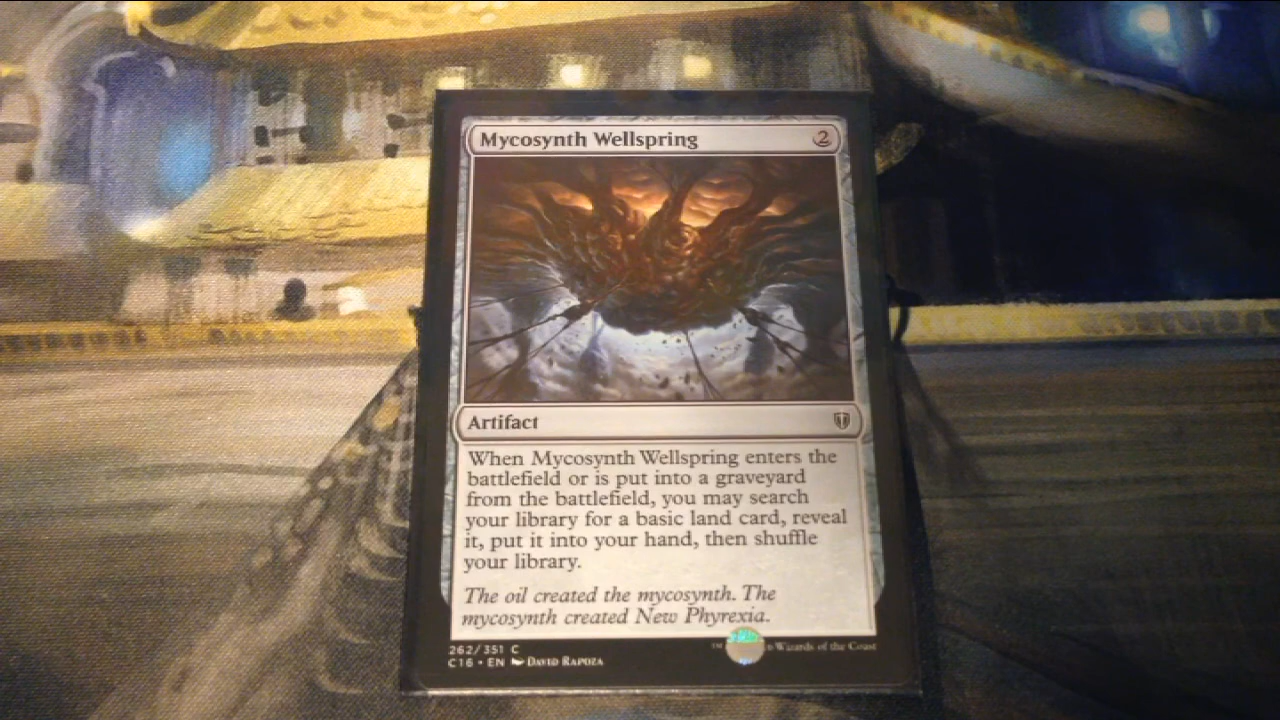 Mycosynth Wellspring 2
Artifact
When Mycosynth Wellspring enters the
battlefield or is put into a graveyard
from the battlefield, you may search
your library for a basic land card, reveal
it, put it into your hand, then shuffle
your library.
The oil created the mycosynth. The
mycosynth created New Phyrexia.
262/351 C
C16 • EN David Rapoza
™ Wizards of the Coast